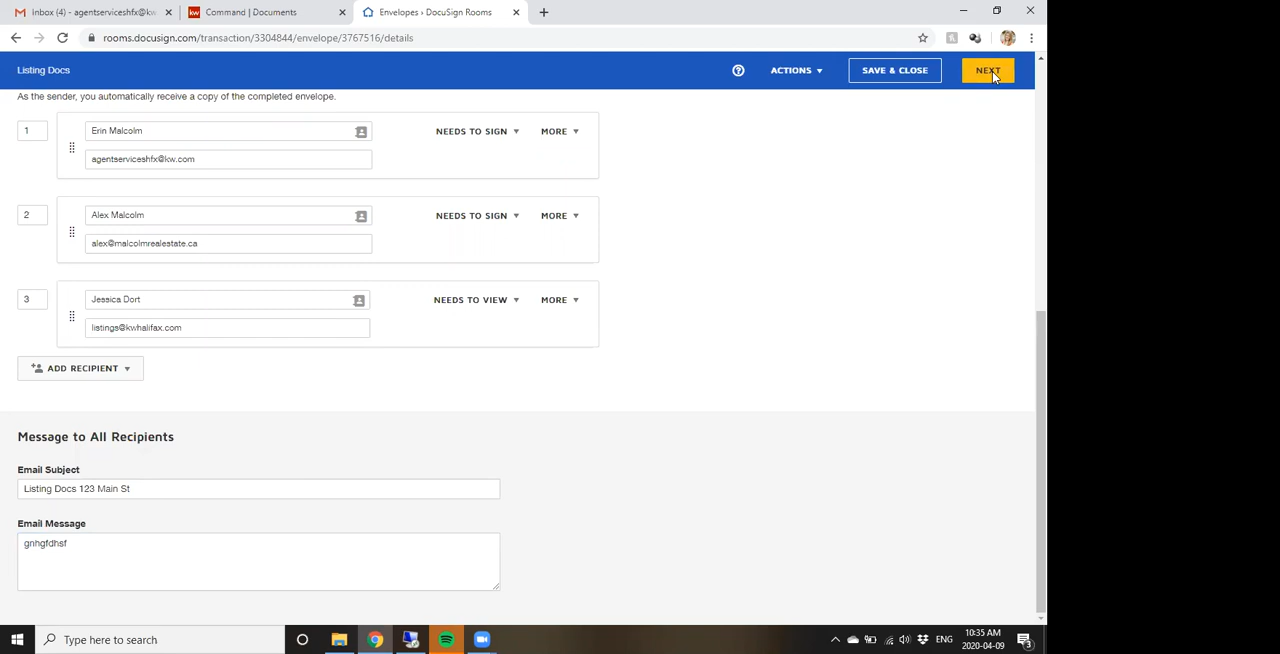 inbox (4) - agentserviceshfx@kw
Command | Documents
Envelopes › DocuSign Rooms
rooms.docusign.com/transaction/3304844/envelope/3767516/details
Listing Docs
ACTIONS
SAVE & CLOSE
NEXT
As the sender, you automatically receive a copy of the completed envelope.
1
Erin Malcolm
NEEDS TO SIGN
MORE
agentserviceshfx@kw.com
2
Alex Malcolm
NEEDS TO SIGN
MORE
alex@malcolmrealestate.ca
3
Jessica Dort
NEEDS TO VIEW
MORE
listings@kwhalifax.com
ADD RECIPIENT
Message to All Recipients
Email Subject
Listing Docs 123 Main St
Email Message
gnhgfdhsf
Type here to search
ENG
10:35 AM
2020-04-09
3